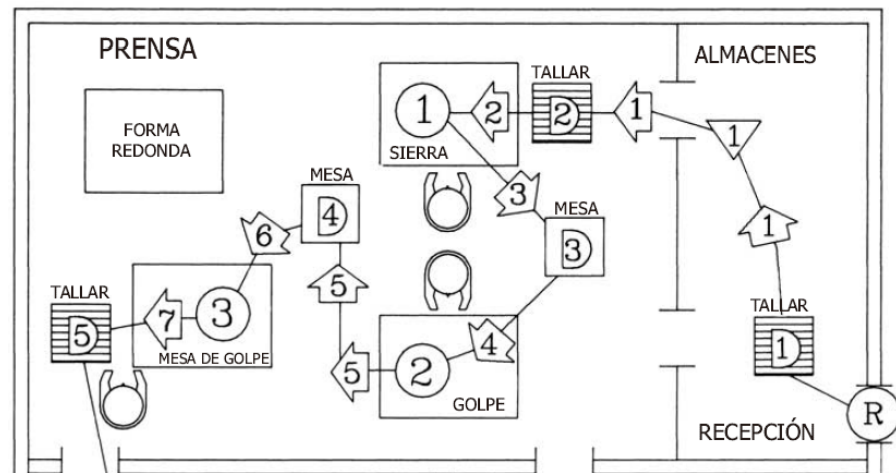 PRENSA
ALMACENES
FORMA
REDONDA
TALLAR
1
2
2
1
1
SIERRA
MESA
3
MESA
4
3
6
1
5
TALLAR
3
7
5
MESA DE GOLPE
4
5
2
GOLPE
TALLAR
1
R
RECEPCIÓN